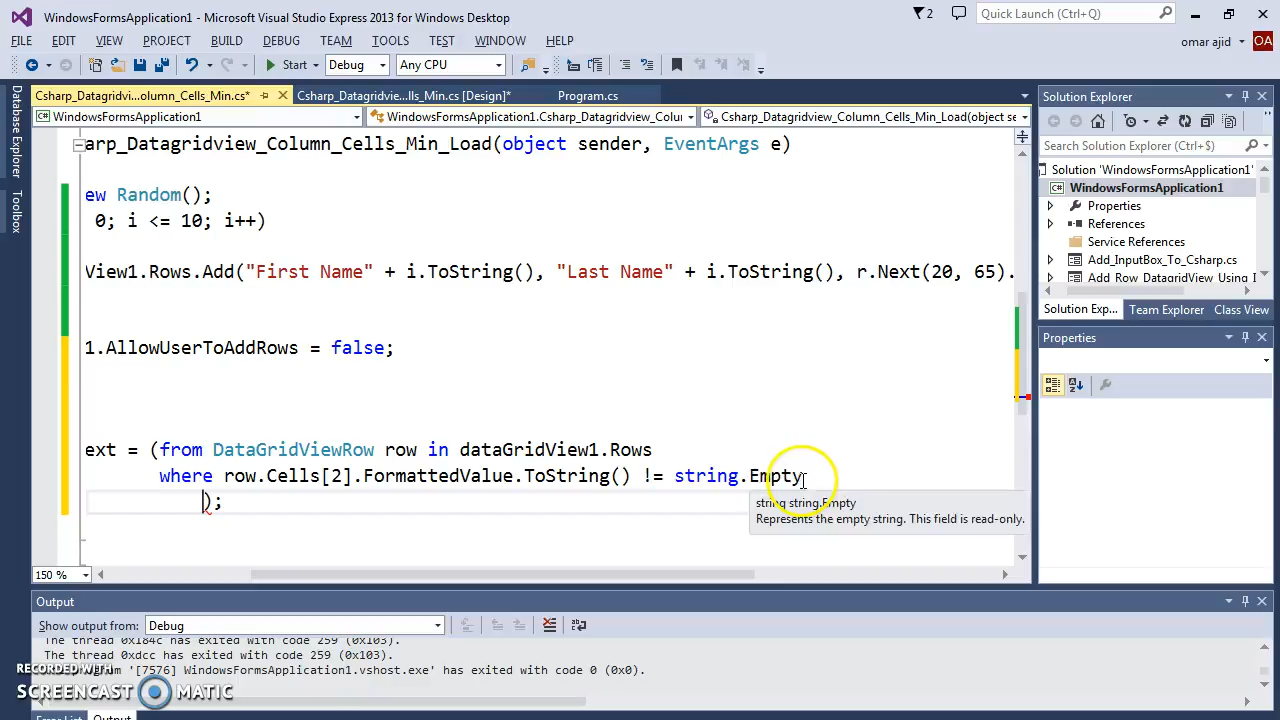 WindowsFormsApplication1 - Microsoft Visual Studio Express 2013 for Windows Desktop
2
Quick Launch (Ctrl+Q)
FILE EDIT VIEW PROJECT BUILD DEBUG TEAM TOOLS TEST WINDOW HELP
omar ajid
OA
Start
Debug
Any CPU
Database Explorer
Toolbox
Csharp_Datagridvi...olumn_Cells_Min.cs*
Csharp_Datagridvie...lls_Min.cs [Design]*
Program.cs
WindowsFormsApplication1
WindowsFormsApplication1.Csharp_Datagridview_Colu
Csharp_Datagridview_Column_Cells_Min_Load(object se
arp_Datagridview_Column_Cells_Min_Load(object sender, EventArgs e)
ew Random();
0; i <= 10; i++)
View1.Rows.Add("First Name" + i.ToString(), "Last Name" + i.ToString(), r.Next(20, 65).
1.AllowUserToAddRows = false;
ext = (from DataGridViewRow row in dataGridView1.Rows
where row.Cells[2].FormattedValue.ToString() != string.Empty
);
string string.Empty
Represents the empty string. This field is read-only.
150 %
Solution Explorer
Search Solution Explorer (Ctrl+$)
Solution 'WindowsFormsApplication1'
WindowsFormsApplication1
Properties
References
Service References
Add_InputBox_To_Csharp.cs
Add_Row_DatagridView_Using_I
Solution Exp... Team Explorer Class View
Properties
Output
Show output from: Debug
The thread 0x184c has exited with code 259 (0x103).
The thread 0xdcc has exited with code 259 (0x103).
'[7576] WindowsFormsApplication1.vshost.exe' has exited with code 0 (0x0).
RECORDED WITH
SCREENCAST MATIC
Error List Output